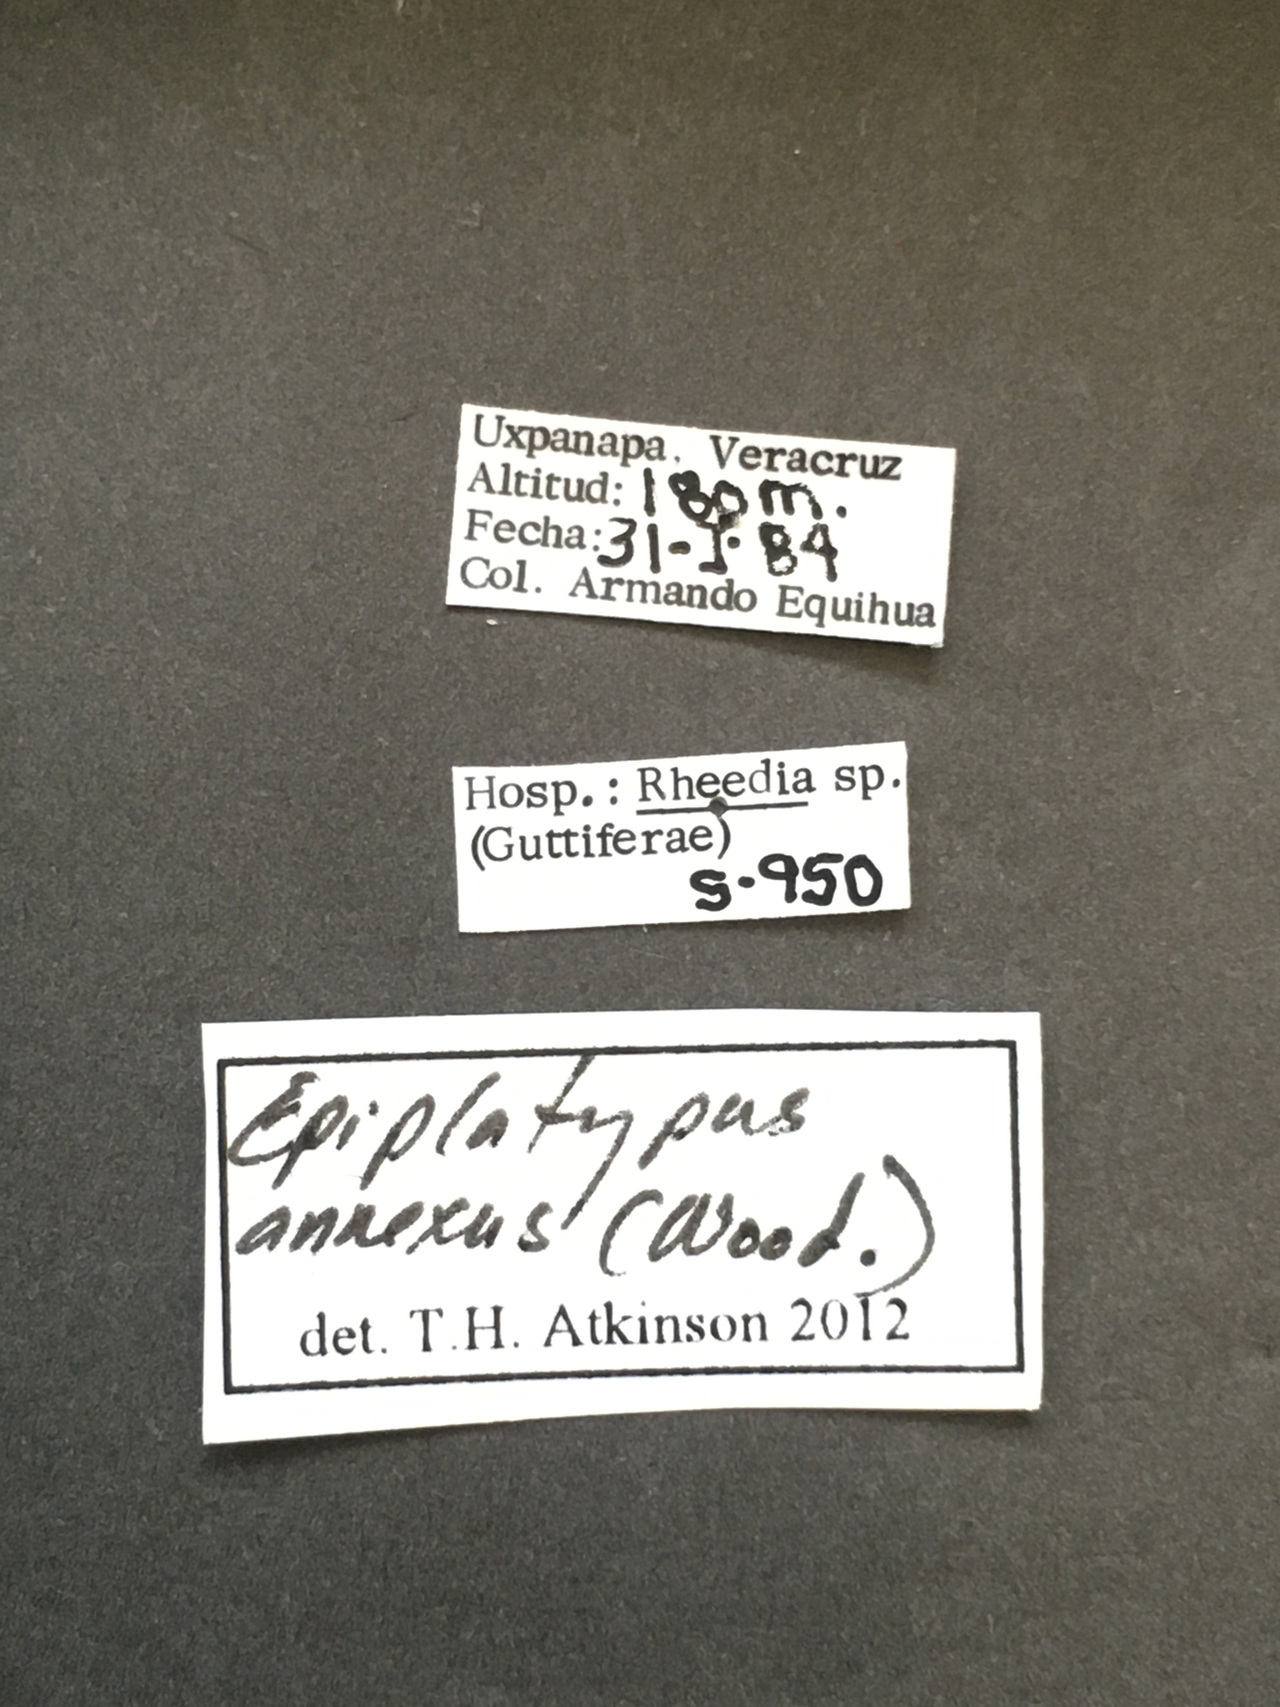 Uxpanapa, Veracruz
Altitud: 180 m.
Fecha: 31-I-84
Col. Armando Equihua
Hosp.: Rheedia sp.
(Guttiferae)
S-950
Epiplatypus
annexus (Wood.)
det. T.H. Atkinson 2012